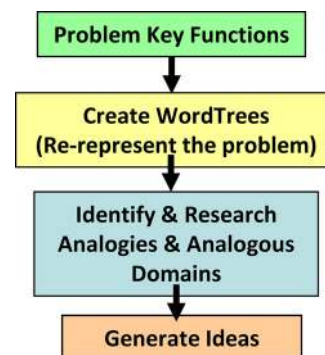 Problem Key Functions
Create WordTrees
(Re-represent the problem)
Identify & Research
Analogies & Analogous
Domains
Generate Ideas